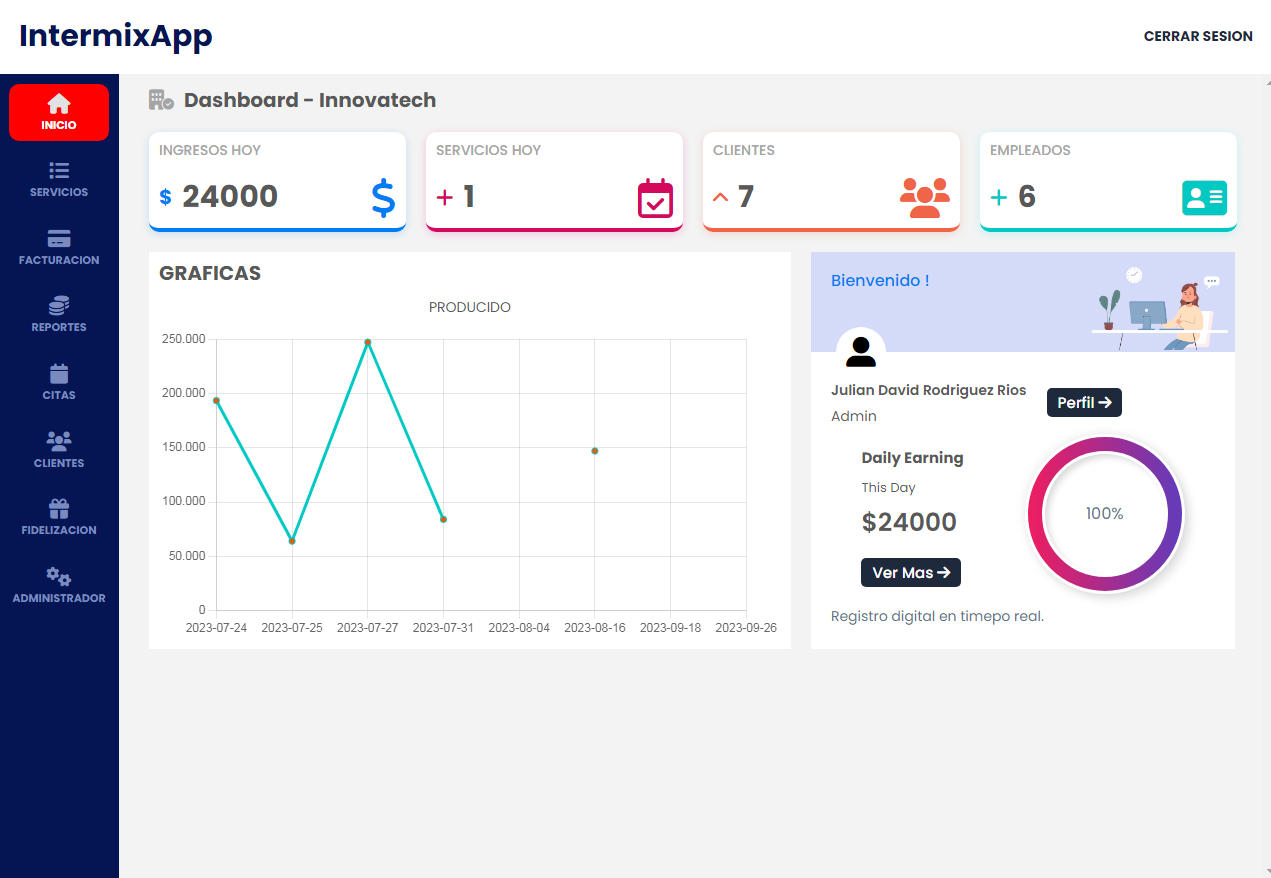 IntermixApp
CERRAR SESION
INICIO
SERVICIOS
FACTURACION
REPORTES
CITAS
CLIENTES
FIDELIZACION
ADMINISTRADOR
Dashboard - Innovatech
INGRESOS HOY
$ 24000
SERVICIOS HOY
+ 1
CLIENTES
7
EMPLEADOS
+ 6
GRAFICAS
PRODUCIDO
250.000
200.000
150.000
100.000
50.000
0
2023-07-24 2023-07-25 2023-07-27 2023-07-31 2023-08-04 2023-08-16 2023-09-18 2023-09-26
Bienvenido !
Julian David Rodriguez Rios
Admin
Perfil
Daily Earning
This Day
$24000
100%
Ver Mas
Registro digital en timepo real.